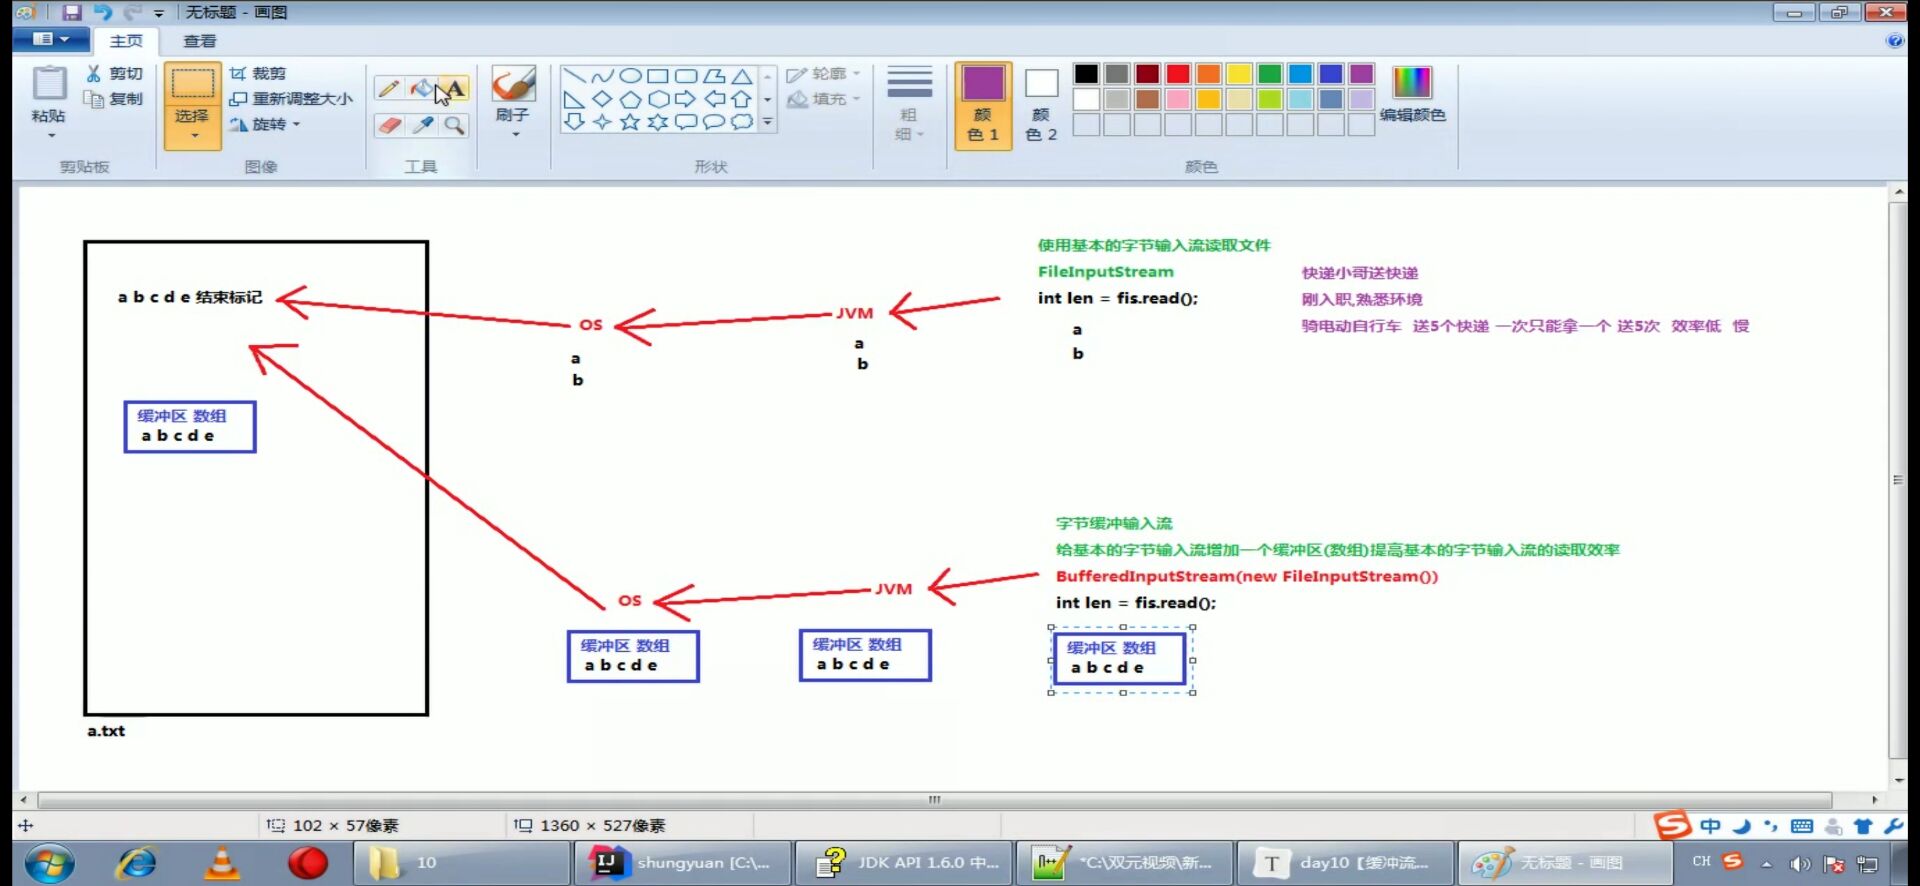 无标题 - 画图
主页
查看
粘贴
剪切
复制
剪贴板
选择
裁剪
重新调整大小
旋转
图像
A
工具
刷子
轮廓
填充
形状
粗
细
颜
色 1
颜
色 2
编辑颜色
颜色
a b c d e 结束标记
缓冲区 数组
a b c d e
a.txt
OS
a
b
JVM
a
b
使用基本的字节输入流读取文件
FileInputStream
int len = fis.read();
a
b
快递小哥送快递
刚入职,熟悉环境
骑电动自行车 送5个快递 一次只能拿一个 送5次 效率低 慢
字节缓冲输入流
给基本的字节输入流增加一个缓冲区(数组)提高基本的字节输入流的读取效率
BufferedInputStream(new FileInputStream())
int len = fis.read();
OS
JVM
缓冲区 数组
a b c d e
缓冲区 数组
a b c d e
缓冲区 数组
a b c d e
102 × 57像素
1360 × 527像素
中
10
shungyuan [C:\...
JDK API 1.6.0 中...
*C:\双元视频\新...
day10【缓冲流...
无标题 - 画图
CH